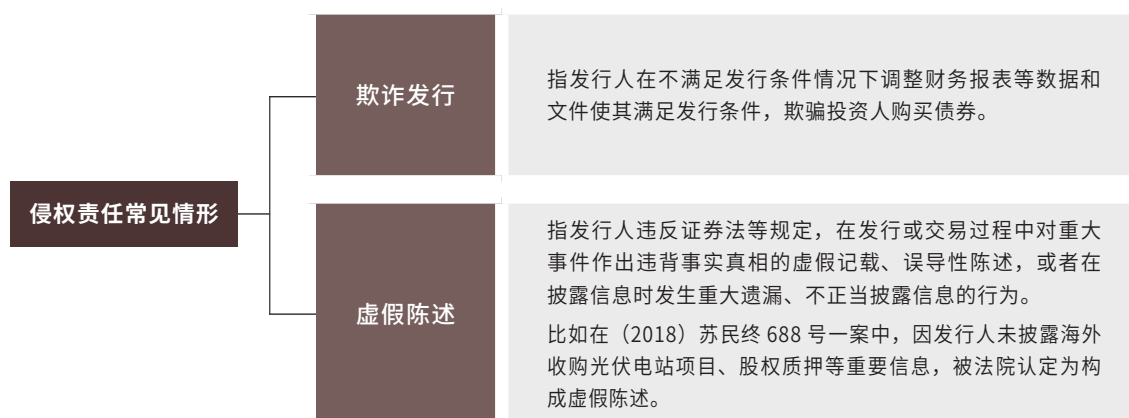 侵权责任常见情形
欺诈发行
指发行人在不满足发行条件情况下调整财务报表等数据和
文件使其满足发行条件，欺骗投资人购买债券。
虚假陈述
指发行人违反证券法等规定，在发行或交易过程中对重大
事件作出违背事实真相的虚假记载、误导性陈述，或者在
披露信息时发生重大遗漏、不正当披露信息的行为。
比如在（2018）苏民终 688 号一案中，因发行人未披露海外
收购光伏电站项目、股权质押等重要信息，被法院认定为构
成虚假陈述。